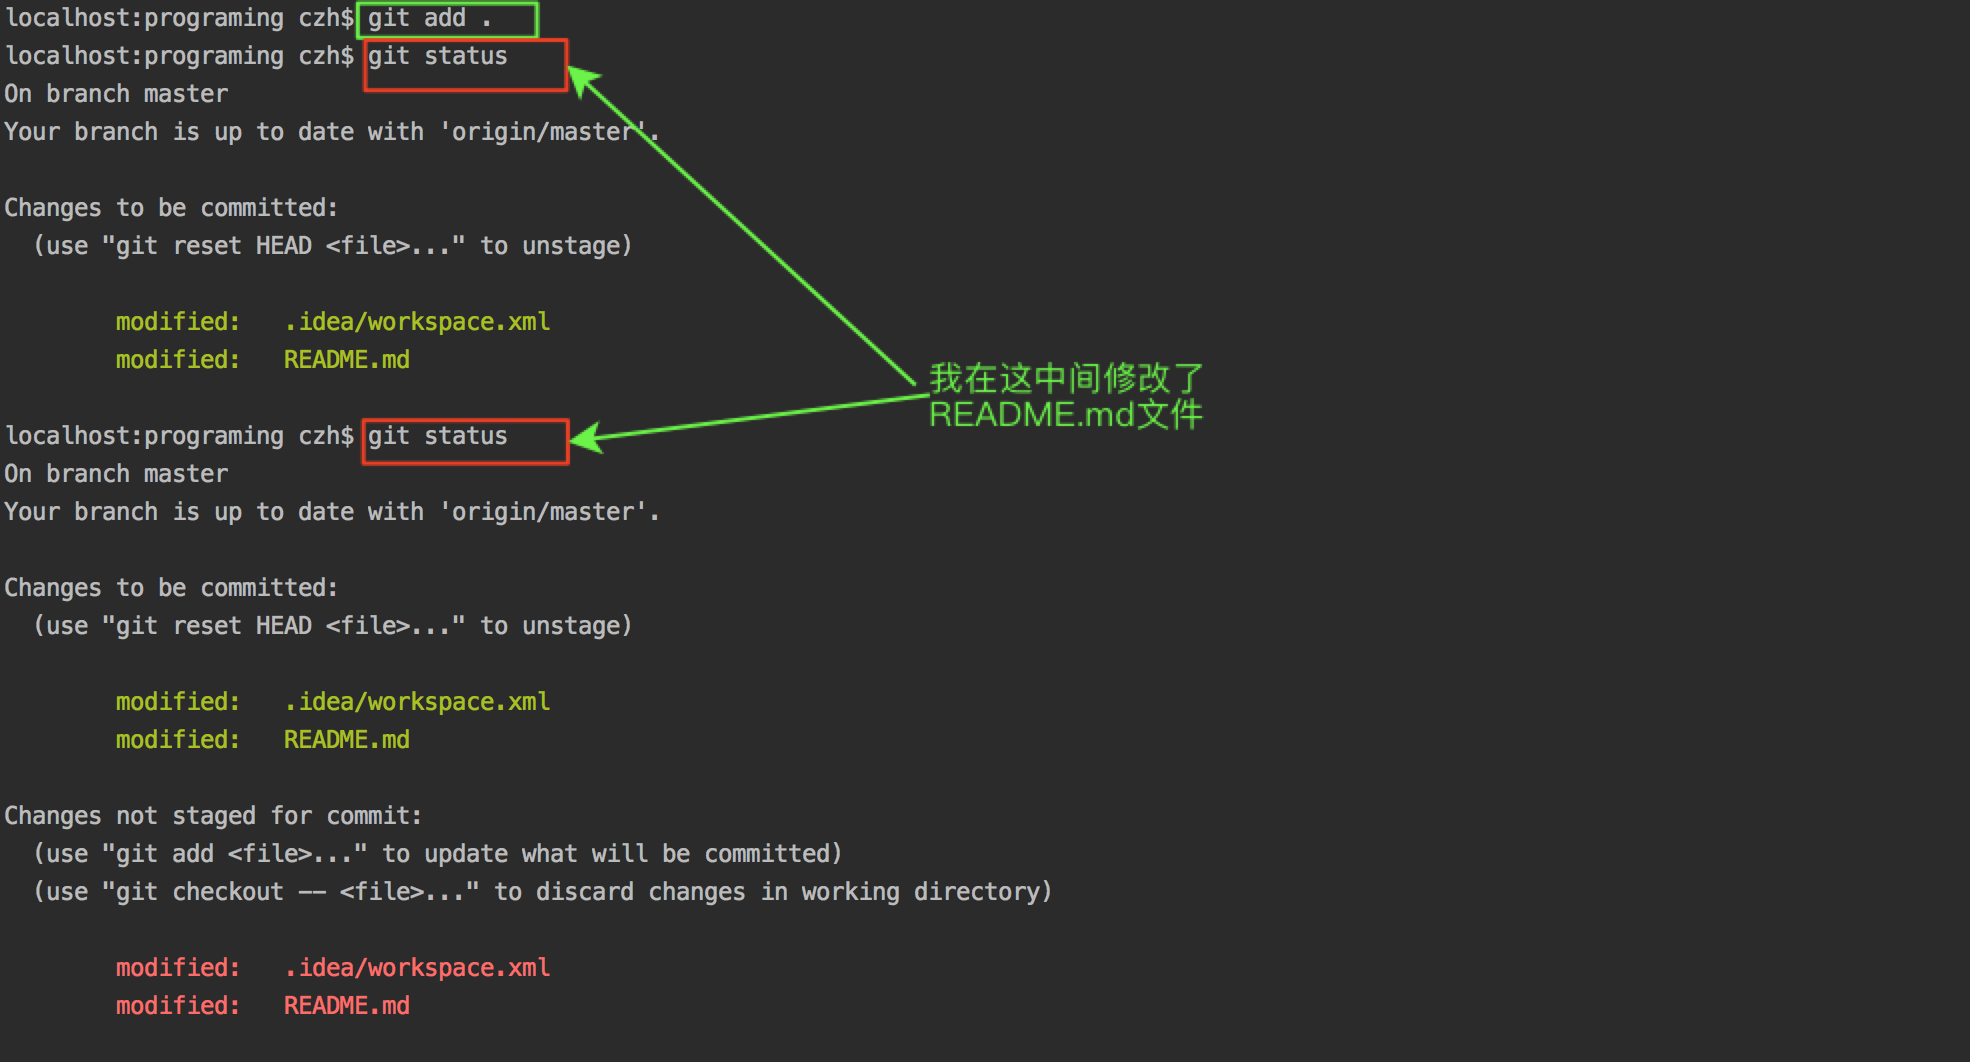 localhost:programing czh$ git add .
localhost:programing czh$ git status
On branch master
Your branch is up to date with 'origin/master'.
Changes to be committed:
  (use "git reset HEAD <file>..." to unstage)
        modified:   .idea/workspace.xml
        modified:   README.md
我在这中间修改了
README.md文件
localhost:programing czh$ git status
On branch master
Your branch is up to date with 'origin/master'.
Changes to be committed:
  (use "git reset HEAD <file>..." to unstage)
        modified:   .idea/workspace.xml
        modified:   README.md
Changes not staged for commit:
  (use "git add <file>..." to update what will be committed)
  (use "git checkout -- <file>..." to discard changes in working directory)
        modified:   .idea/workspace.xml
        modified:   README.md